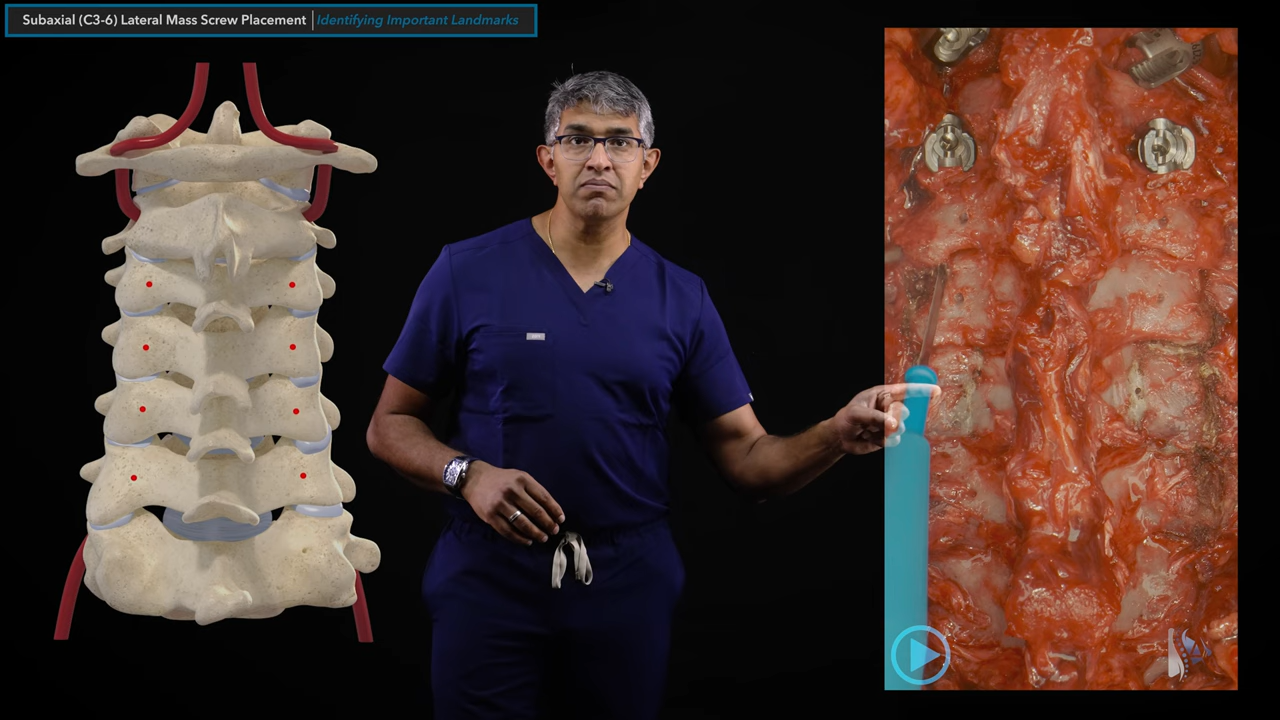 Subaxial (C3-6) Lateral Mass Screw Placement | Identifying Important Landmarks